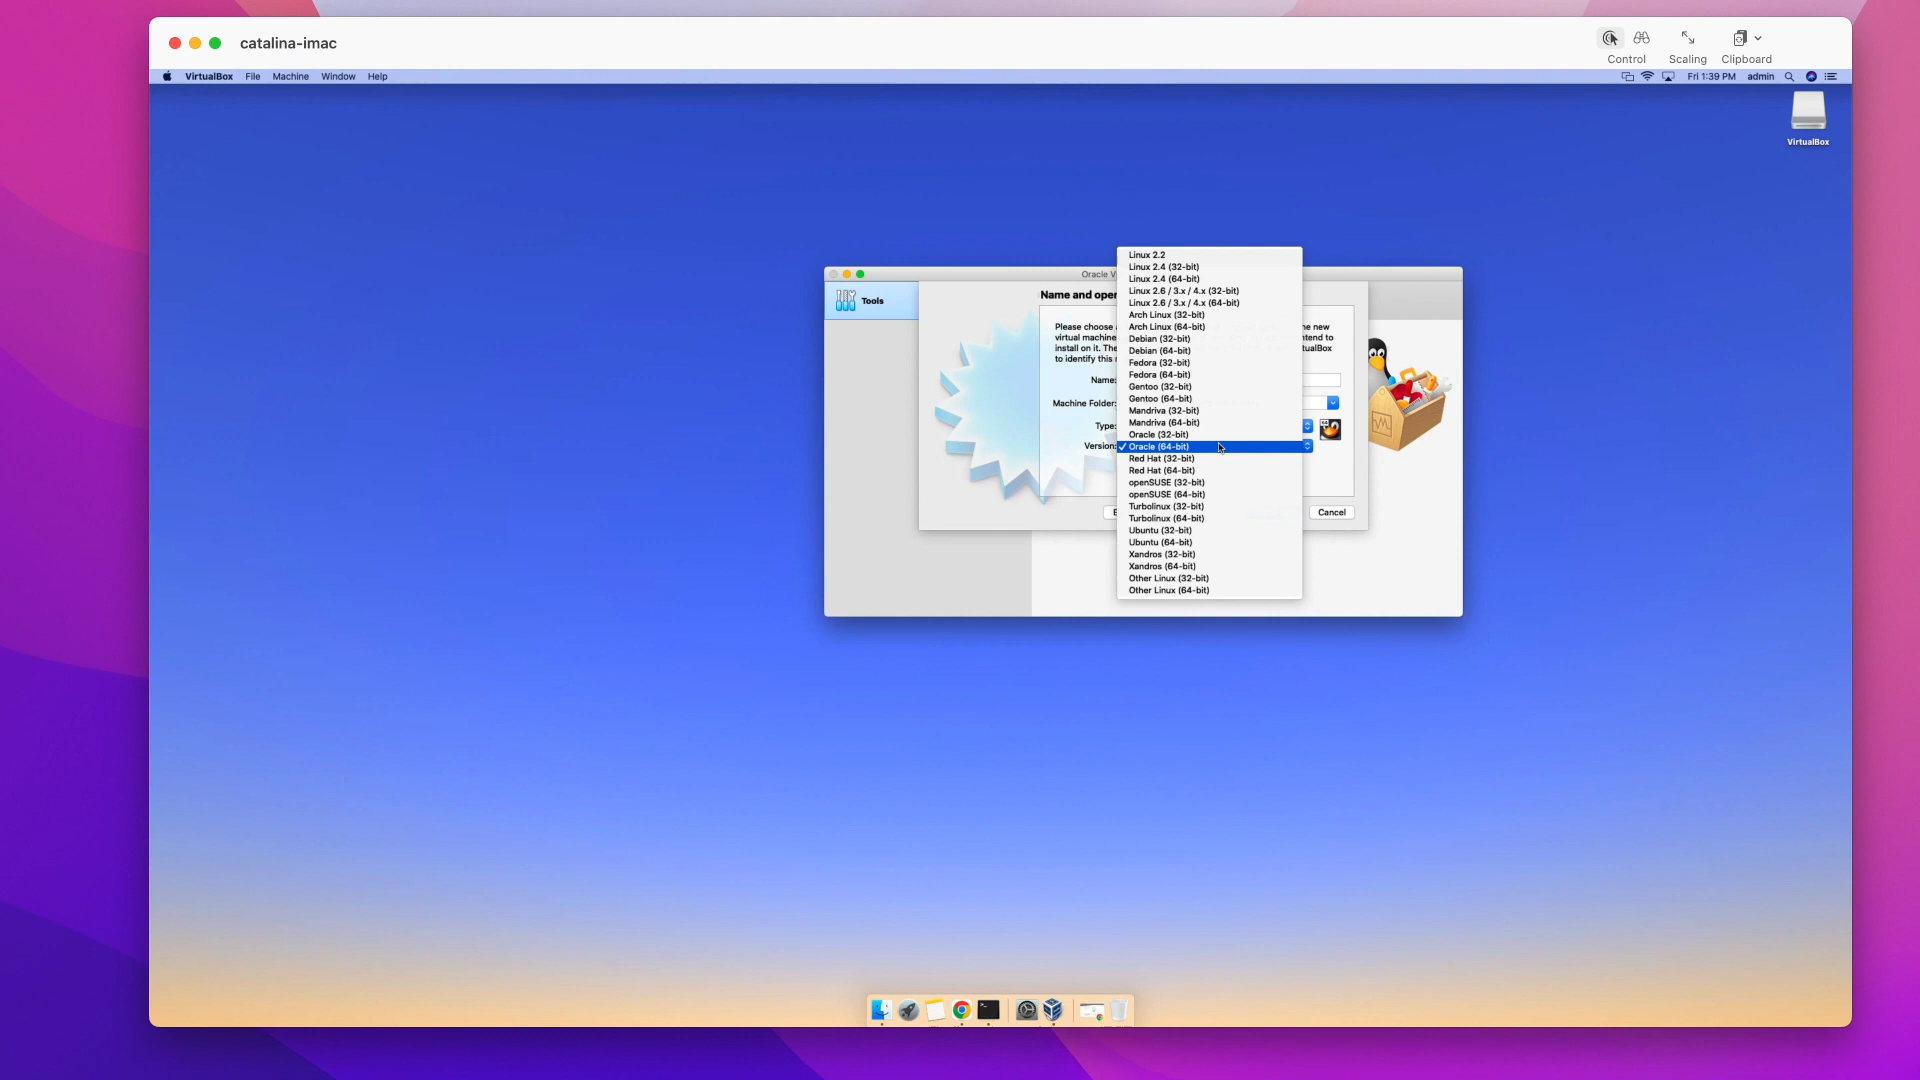 catalina-imac
Control
Scaling
Clipboard
VirtualBox File Machine Window Help
Fri 1:39 PM admin
VirtualBox
Oracle V
Tools
Name and oper
Please choose
he new
virtual machine
ntend to
install on it. The
tualBox
to identify this
Name:
Machine Folder:
Type:
Version:
Linux 2.2
Linux 2.4 (32-bit)
Linux 2.4 (64-bit)
Linux 2.6 / 3.x / 4.x (32-bit)
Linux 2.6 / 3.x / 4.x (64-bit)
Arch Linux (32-bit)
Arch Linux (64-bit)
Debian (32-bit)
Debian (64-bit)
Fedora (32-bit)
Fedora (64-bit)
Gentoo (32-bit)
Gentoo (64-bit)
Mandriva (32-bit)
Mandriva (64-bit)
Oracle (32-bit)
✓ Oracle (64-bit)
Red Hat (32-bit)
Red Hat (64-bit)
openSUSE (32-bit)
openSUSE (64-bit)
Turbolinux (32-bit)
Turbolinux (64-bit)
Ubuntu (32-bit)
Ubuntu (64-bit)
Xandros (32-bit)
Xandros (64-bit)
Other Linux (32-bit)
Other Linux (64-bit)
E
Cancel